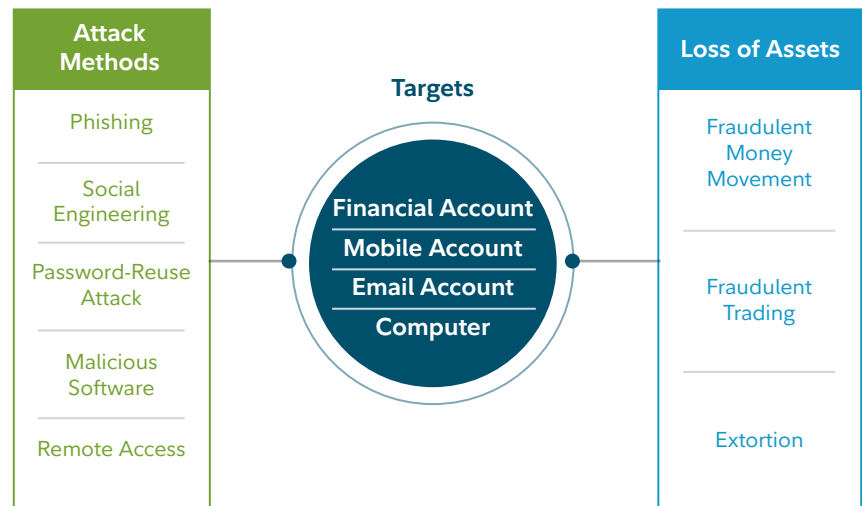 Attack
Methods
Phishing
Social
Engineering
Password-Reuse
Attack
Malicious
Software
Remote Access
Targets
Financial Account
Mobile Account
Email Account
Computer
Loss of Assets
Fraudulent
Money
Movement
Fraudulent
Trading
Extortion